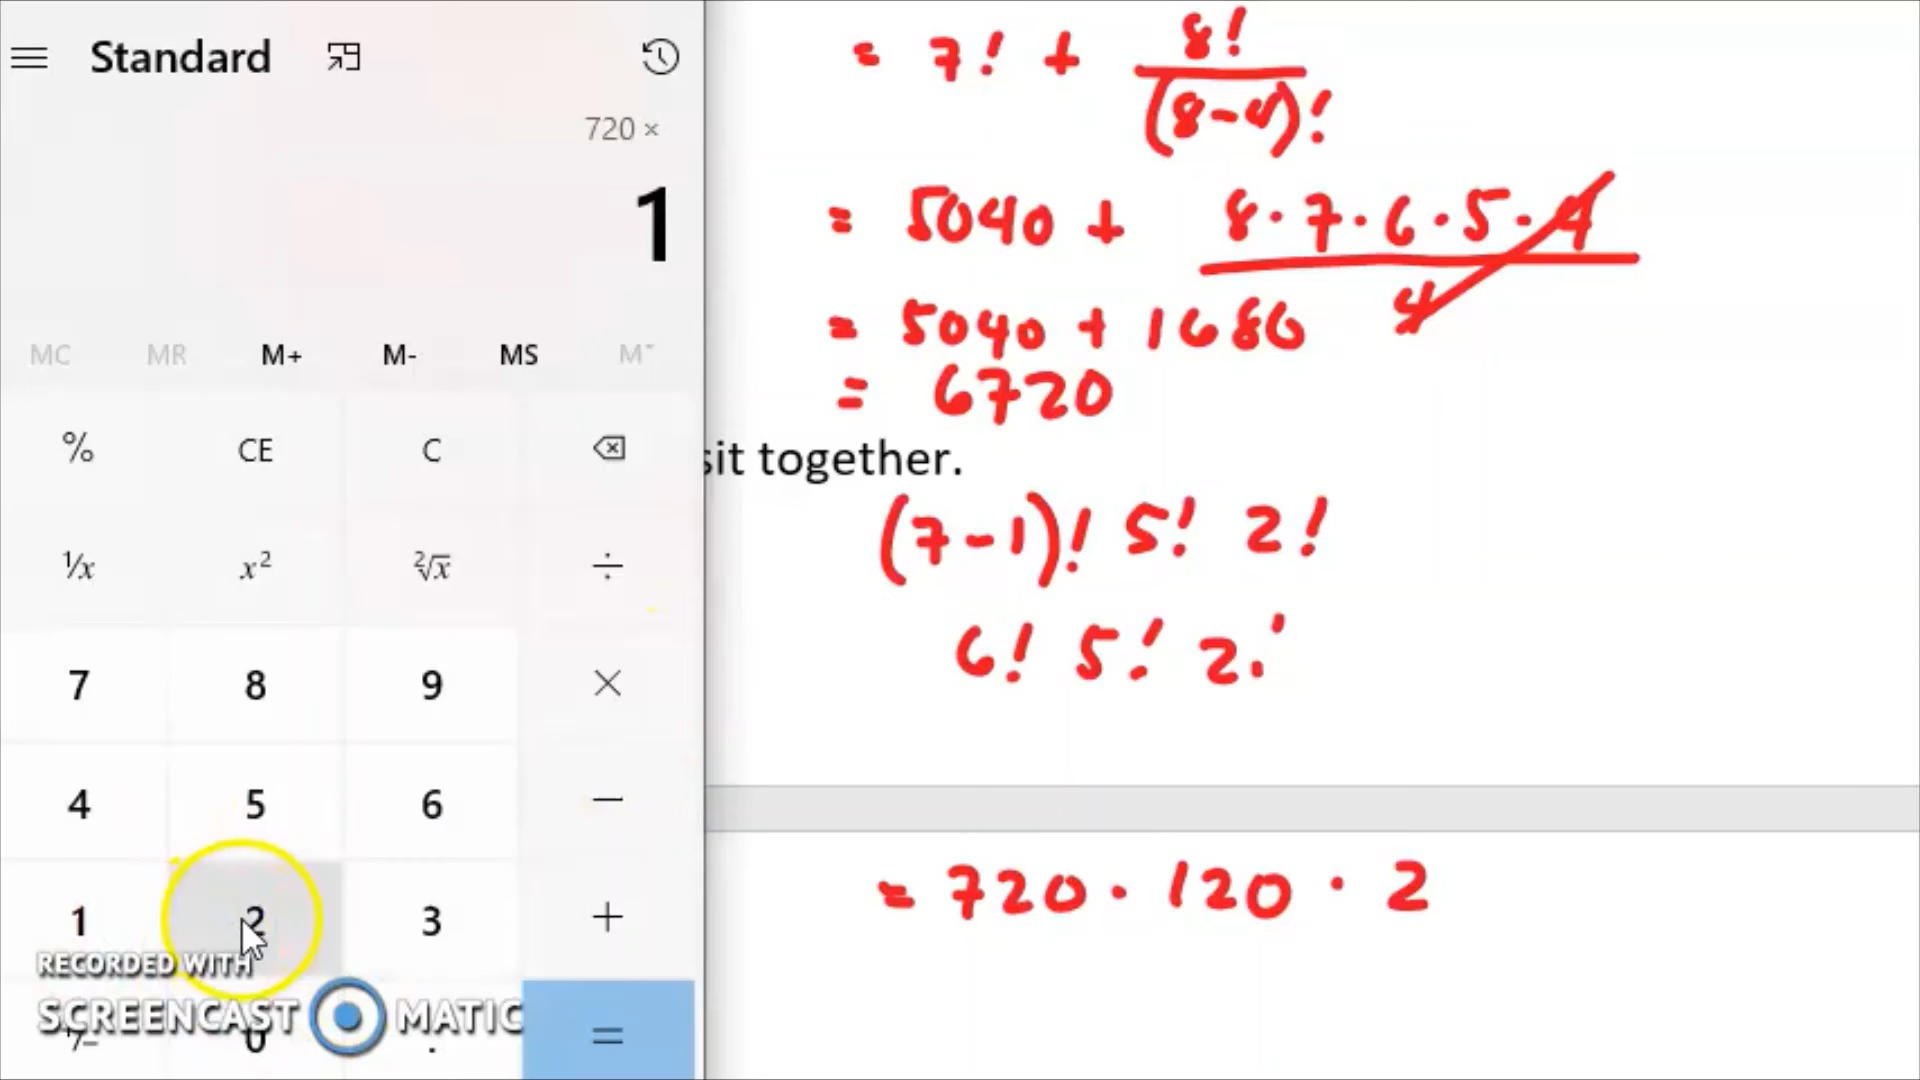 Standard
720 ×
1
MC MR M+ M- MS M˅
% CE C
¹/x x² ²√x ÷
7 8 9 ×
4 5 6 −
1 2 3 +
0 . =
RECORDED WITH
SCREENCAST MATIC
= 7! + 8!
(8-4)!
= 5040 + 8·7·6·5·4
4
= 5040 + 1680
= 6720
sit together.
(7-1)! 5! 2!
6! 5! 2!
= 720 · 120 · 2